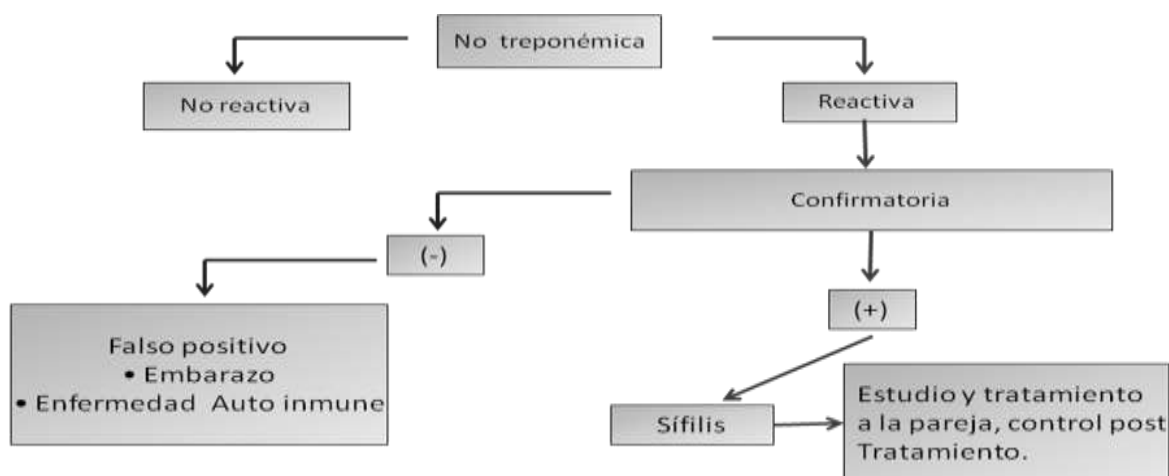 No treponémica
No reactiva
Reactiva
Confirmatoria
(-)
(+)
Falso positivo
• Embarazo
• Enfermedad Auto inmune
Sífilis
Estudio y tratamiento
a la pareja, control post
Tratamiento.